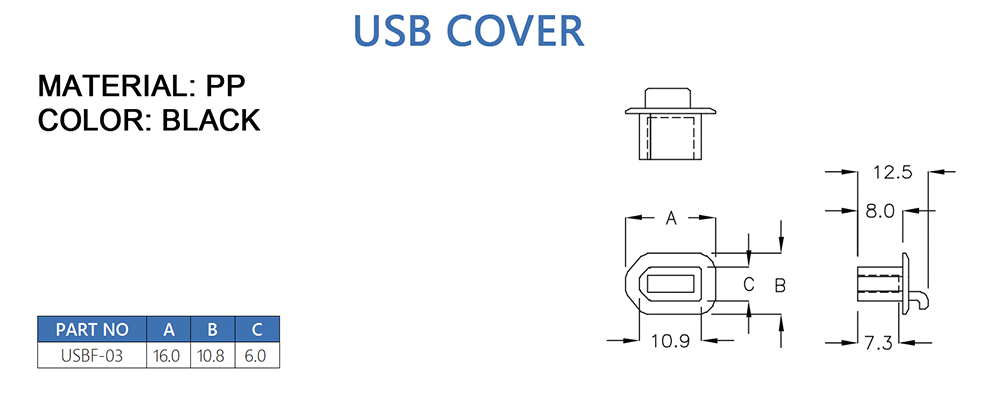 USB COVER
MATERIAL: PP
COLOR: BLACK
12.5
8.0
A
C B
10.9
7.3
PART NO A B C
USBF-03 16.0 10.8 6.0